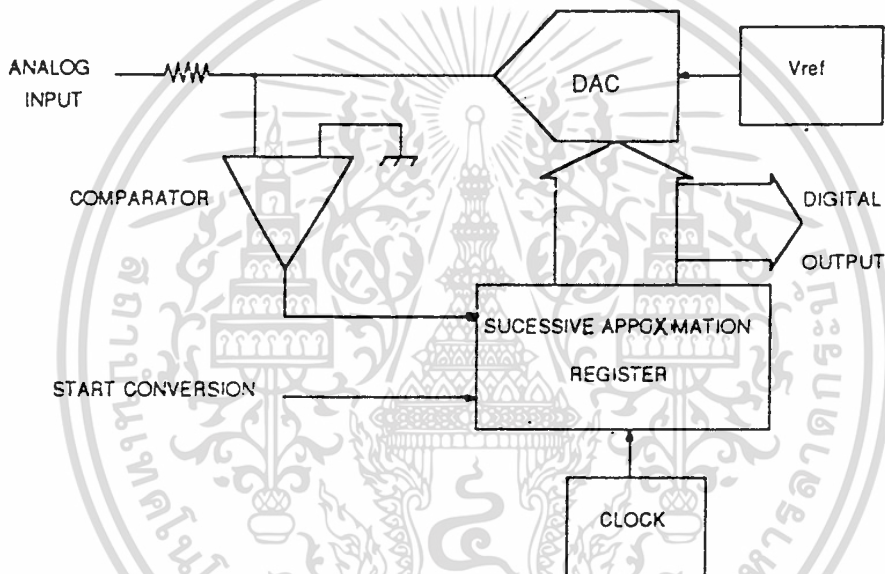 ANALOG
INPUT
DAC
Vref
COMPARATOR
DIGITAL
OUTPUT
SUCESSIVE APPOXIMATION
REGISTER
START CONVERSION
CLOCK